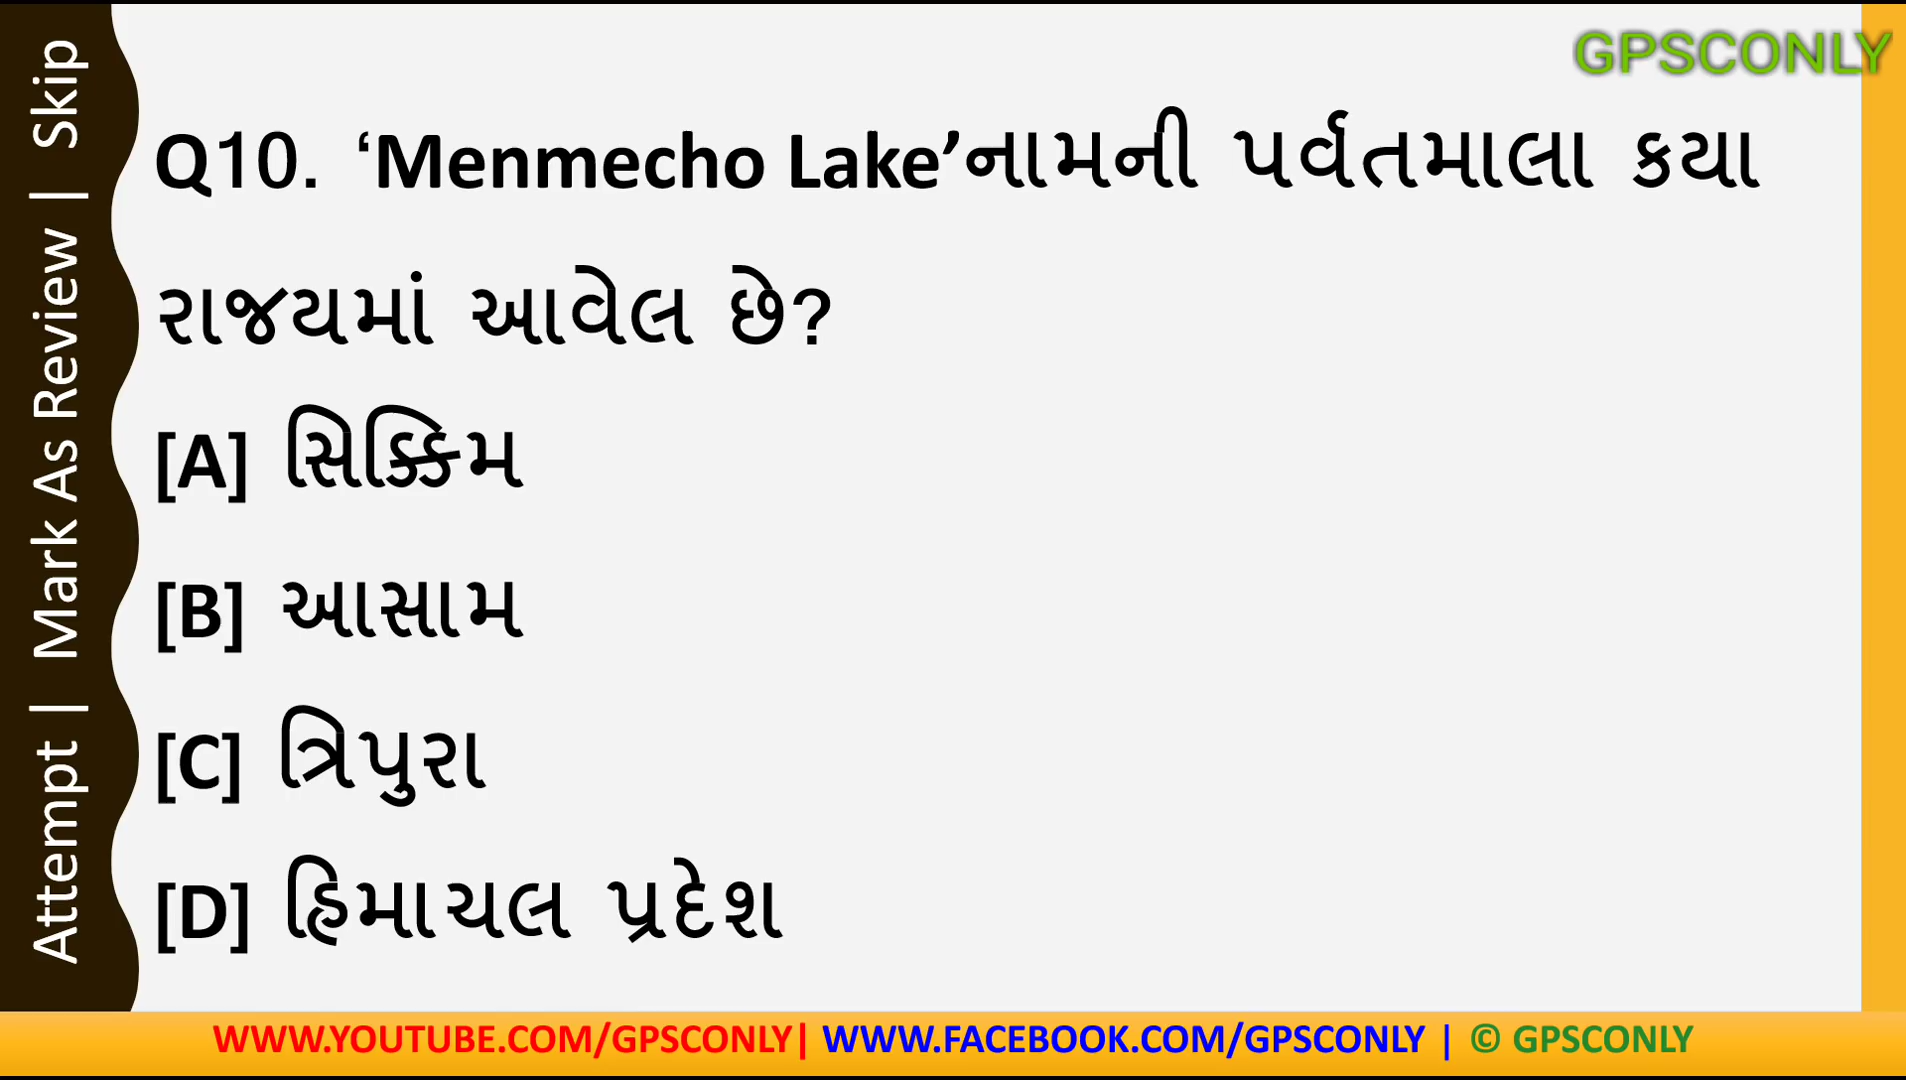 GPSCONLY
Q10. ‘Menmecho Lake’નામની પર્વતમાલા કયા
રાજયમાં આવેલ છે?
[A] સિક્કિમ
[B] આસામ
[C] ત્રિપુરા
[D] હિમાચલ પ્રદેશ
Attempt | Mark As Review | Skip
WWW.YOUTUBE.COM/GPSCONLY| WWW.FACEBOOK.COM/GPSCONLY | © GPSCONLY